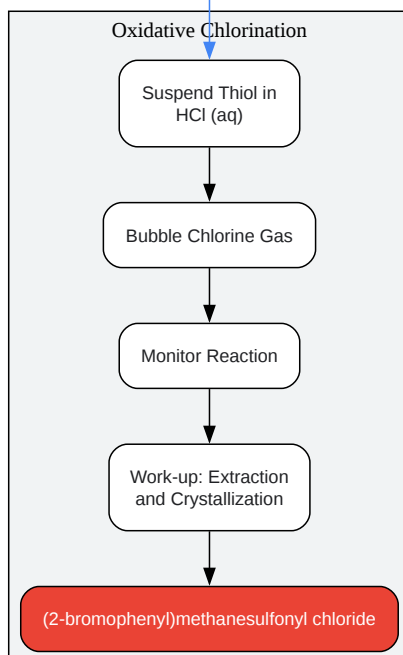 Oxidative Chlorination
Suspend Thiol in
HCl (aq)
Bubble Chlorine Gas
Monitor Reaction
Work-up: Extraction
and Crystallization
(2-bromophenyl)methanesulfonyl chloride